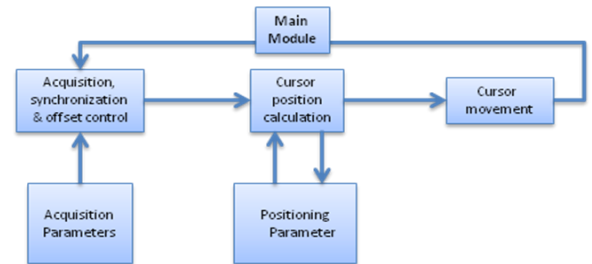 Main
Module
Acquisition,
synchronization
& offset control
Cursor
position
calculation
Cursor
movement
Acquisition
Parameters
Positioning
Parameter